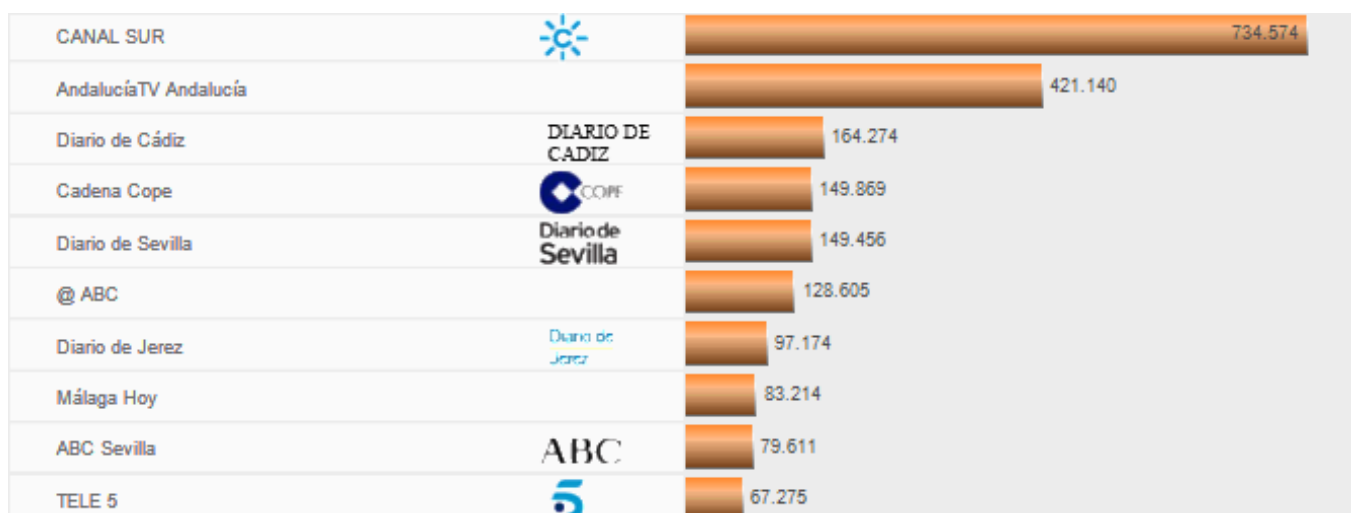 CANAL SUR 734.574
AndalucíaTV Andalucía 421.140
Diario de Cádiz DIARIO DE CADIZ 164.274
Cadena Cope COPE 149.869
Diario de Sevilla Diario de Sevilla 149.456
@ ABC 128.605
Diario de Jerez Diario de Jerez 97.174
Málaga Hoy 83.214
ABC Sevilla ABC 79.611
TELE 5 5 67.275